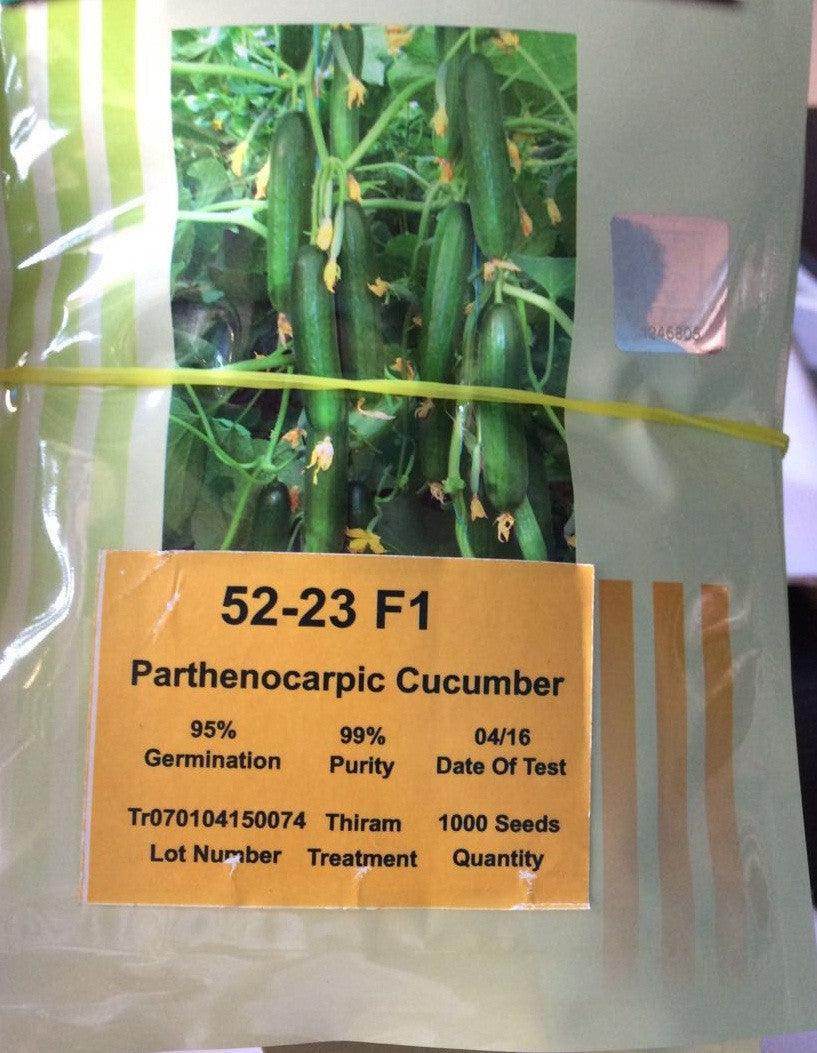 52-23 F1
Parthenocarpic Cucumber
95% 99% 04/16
Germination Purity Date Of Test
Tr070104150074 Thiram 1000 Seeds
Lot Number Treatment Quantity